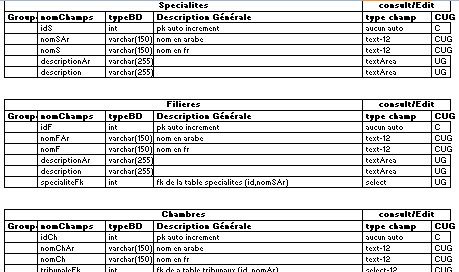 Specialites consult/Edit
Group nomChamps typeBD Description Générale type champ CUG
idS int pk auto increment aucun auto C
nomSAr varchar(150) nom en arabe text-12 CUG
nomS varchar(150) nom en fr text-12 CUG
descriptionAr varchar(255) textArea UG
description varchar(255) textArea UG
Filieres consult/Edit
Group nomChamps typeBD Description Générale type champ CUG
idF int pk auto increment aucun auto C
nomFAr varchar(150) nom en arabe text-12 CUG
nomF varchar(150) nom en fr text-12 CUG
descriptionAr varchar(255) textArea UG
description varchar(255) textArea UG
specialiteFk int fk de la table specialites (id,nomSAr) select UG
Chambres consult/Edit
Group nomChamps typeBD Description Générale type champ CUG
idCh int pk auto increment aucun auto C
nomChAr varchar(150) nom en arabe text-12 CUG
nomCh varchar(150) nom en fr text-12 CUG
tribunaleFk int fk de la table tribunaux (id, nomAr) select-12 CUG